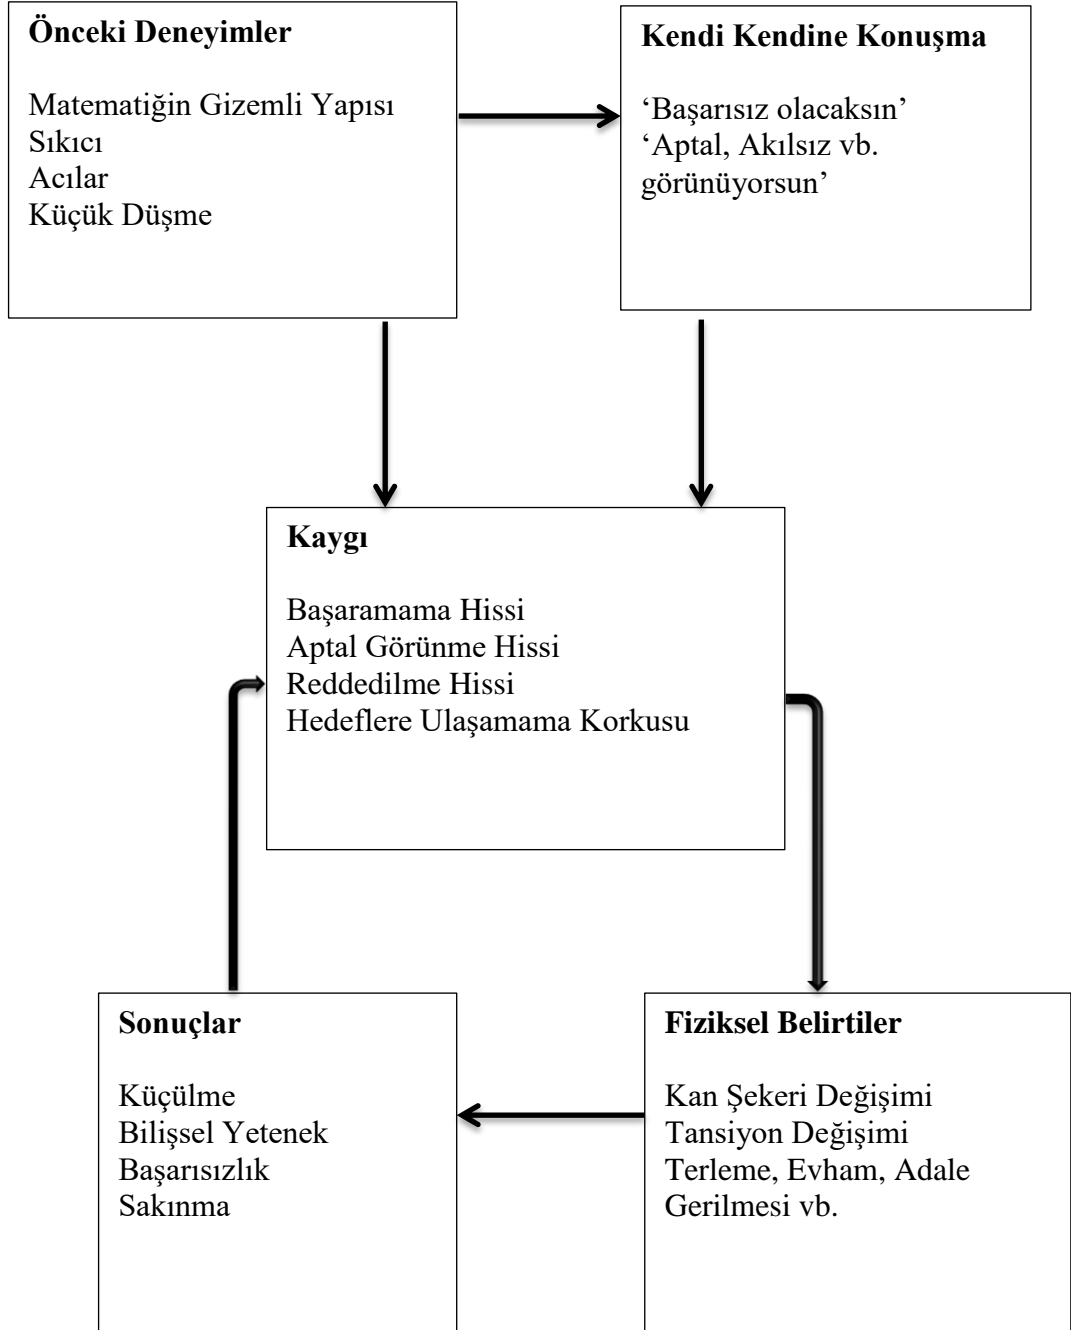 Önceki Deneyimler
Matematiğin Gizemli Yapısı
Sıkıcı
Acılar
Küçük Düşme
Kendi Kendine Konuşma
‘Başarısız olacaksın’
‘Aptal, Akılsız vb.
görünüyorsun’
Kaygı
Başaramama Hissi
Aptal Görünme Hissi
Reddedilme Hissi
Hedeflere Ulaşamama Korkusu
Sonuçlar
Küçülme
Bilişsel Yetenek
Başarısızlık
Sakınma
Fiziksel Belirtiler
Kan Şekeri Değişimi
Tansiyon Değişimi
Terleme, Evham, Adale
Gerilmesi vb.